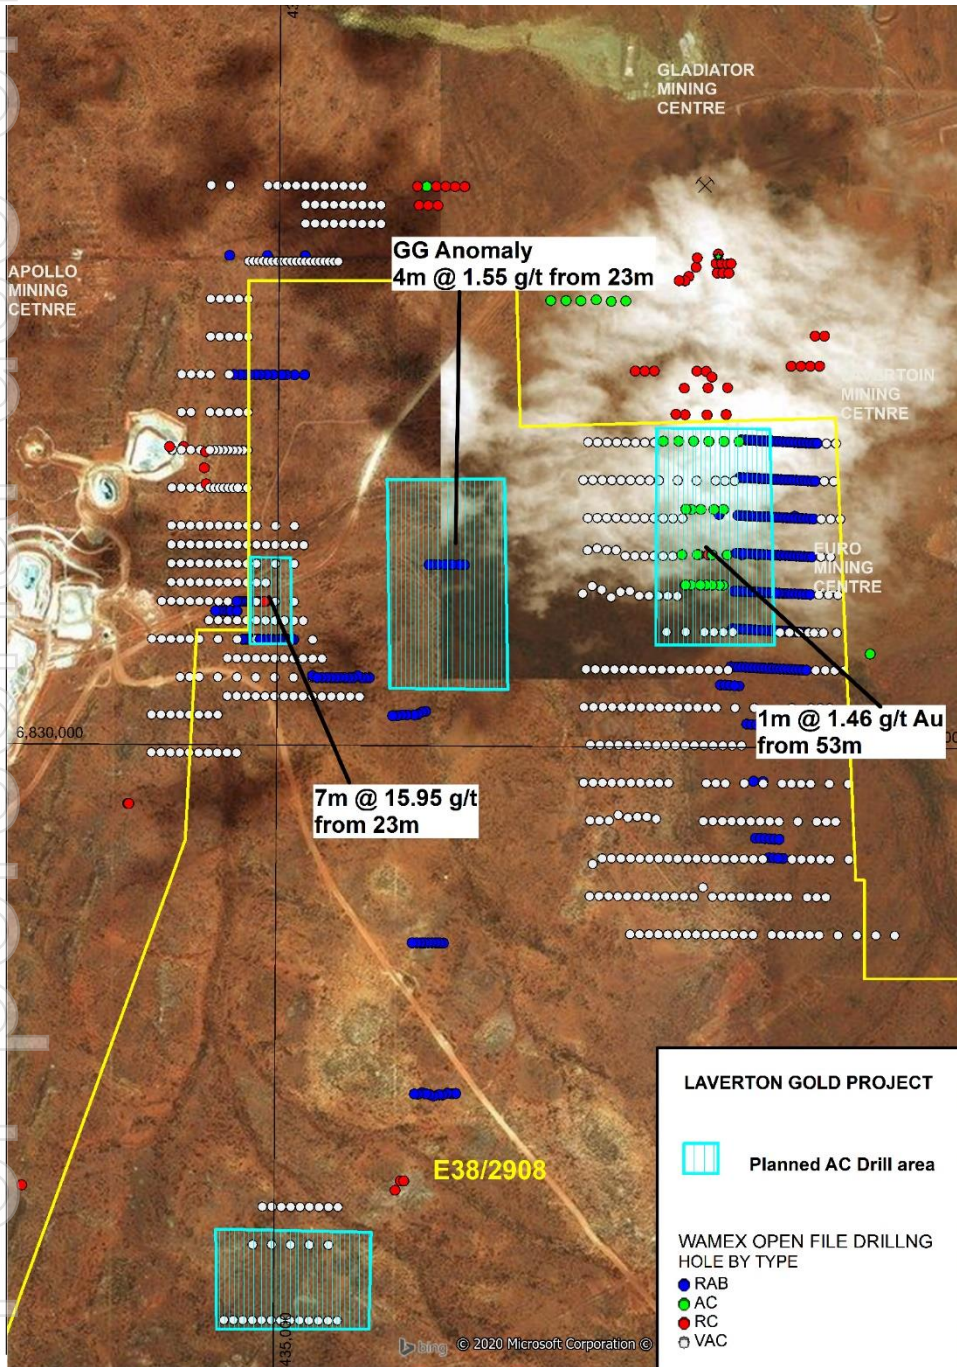 43
GLADIATOR
MINING
CENTRE
GG Anomaly
4m @ 1.55 g/t from 23m
APOLLO
MINING
CETNRE
MINING
CETNRE
EURO
MINING
CENTRE
1m @ 1.46 g/t Au
from 53m
6,830,000
7m @ 15.95 g/t
from 23m
LAVERTON GOLD PROJECT
Planned AC Drill area
E38/2908
WAMEX OPEN FILE DRILLNG
HOLE BY TYPE
RAB
AC
RC
VAC
435,000
bing © 2020 Microsoft Corporation ©